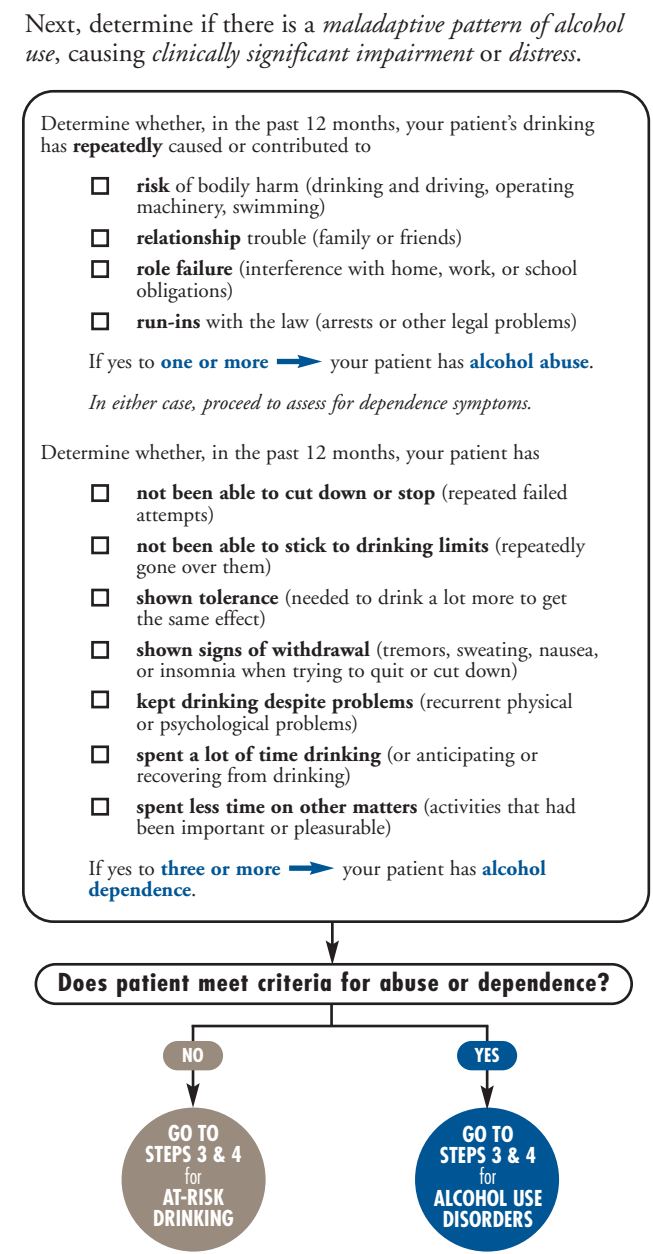 Next, determine if there is a maladaptive pattern of alcohol
use, causing clinically significant impairment or distress.
Determine whether, in the past 12 months, your patient’s drinking
has repeatedly caused or contributed to
risk of bodily harm (drinking and driving, operating
machinery, swimming)
relationship trouble (family or friends)
role failure (interference with home, work, or school
obligations)
run-ins with the law (arrests or other legal problems)
If yes to one or more your patient has alcohol abuse.
In either case, proceed to assess for dependence symptoms.
Determine whether, in the past 12 months, your patient has
not been able to cut down or stop (repeated failed
attempts)
not been able to stick to drinking limits (repeatedly
gone over them)
shown tolerance (needed to drink a lot more to get
the same effect)
shown signs of withdrawal (tremors, sweating, nausea,
or insomnia when trying to quit or cut down)
kept drinking despite problems (recurrent physical
or psychological problems)
spent a lot of time drinking (or anticipating or
recovering from drinking)
spent less time on other matters (activities that had
been important or pleasurable)
If yes to three or more your patient has alcohol
dependence.
Does patient meet criteria for abuse or dependence?
NO
YES
GO TO
STEPS 3 & 4
for
AT-RISK
DRINKING
GO TO
STEPS 3 & 4
for
ALCOHOL USE
DISORDERS